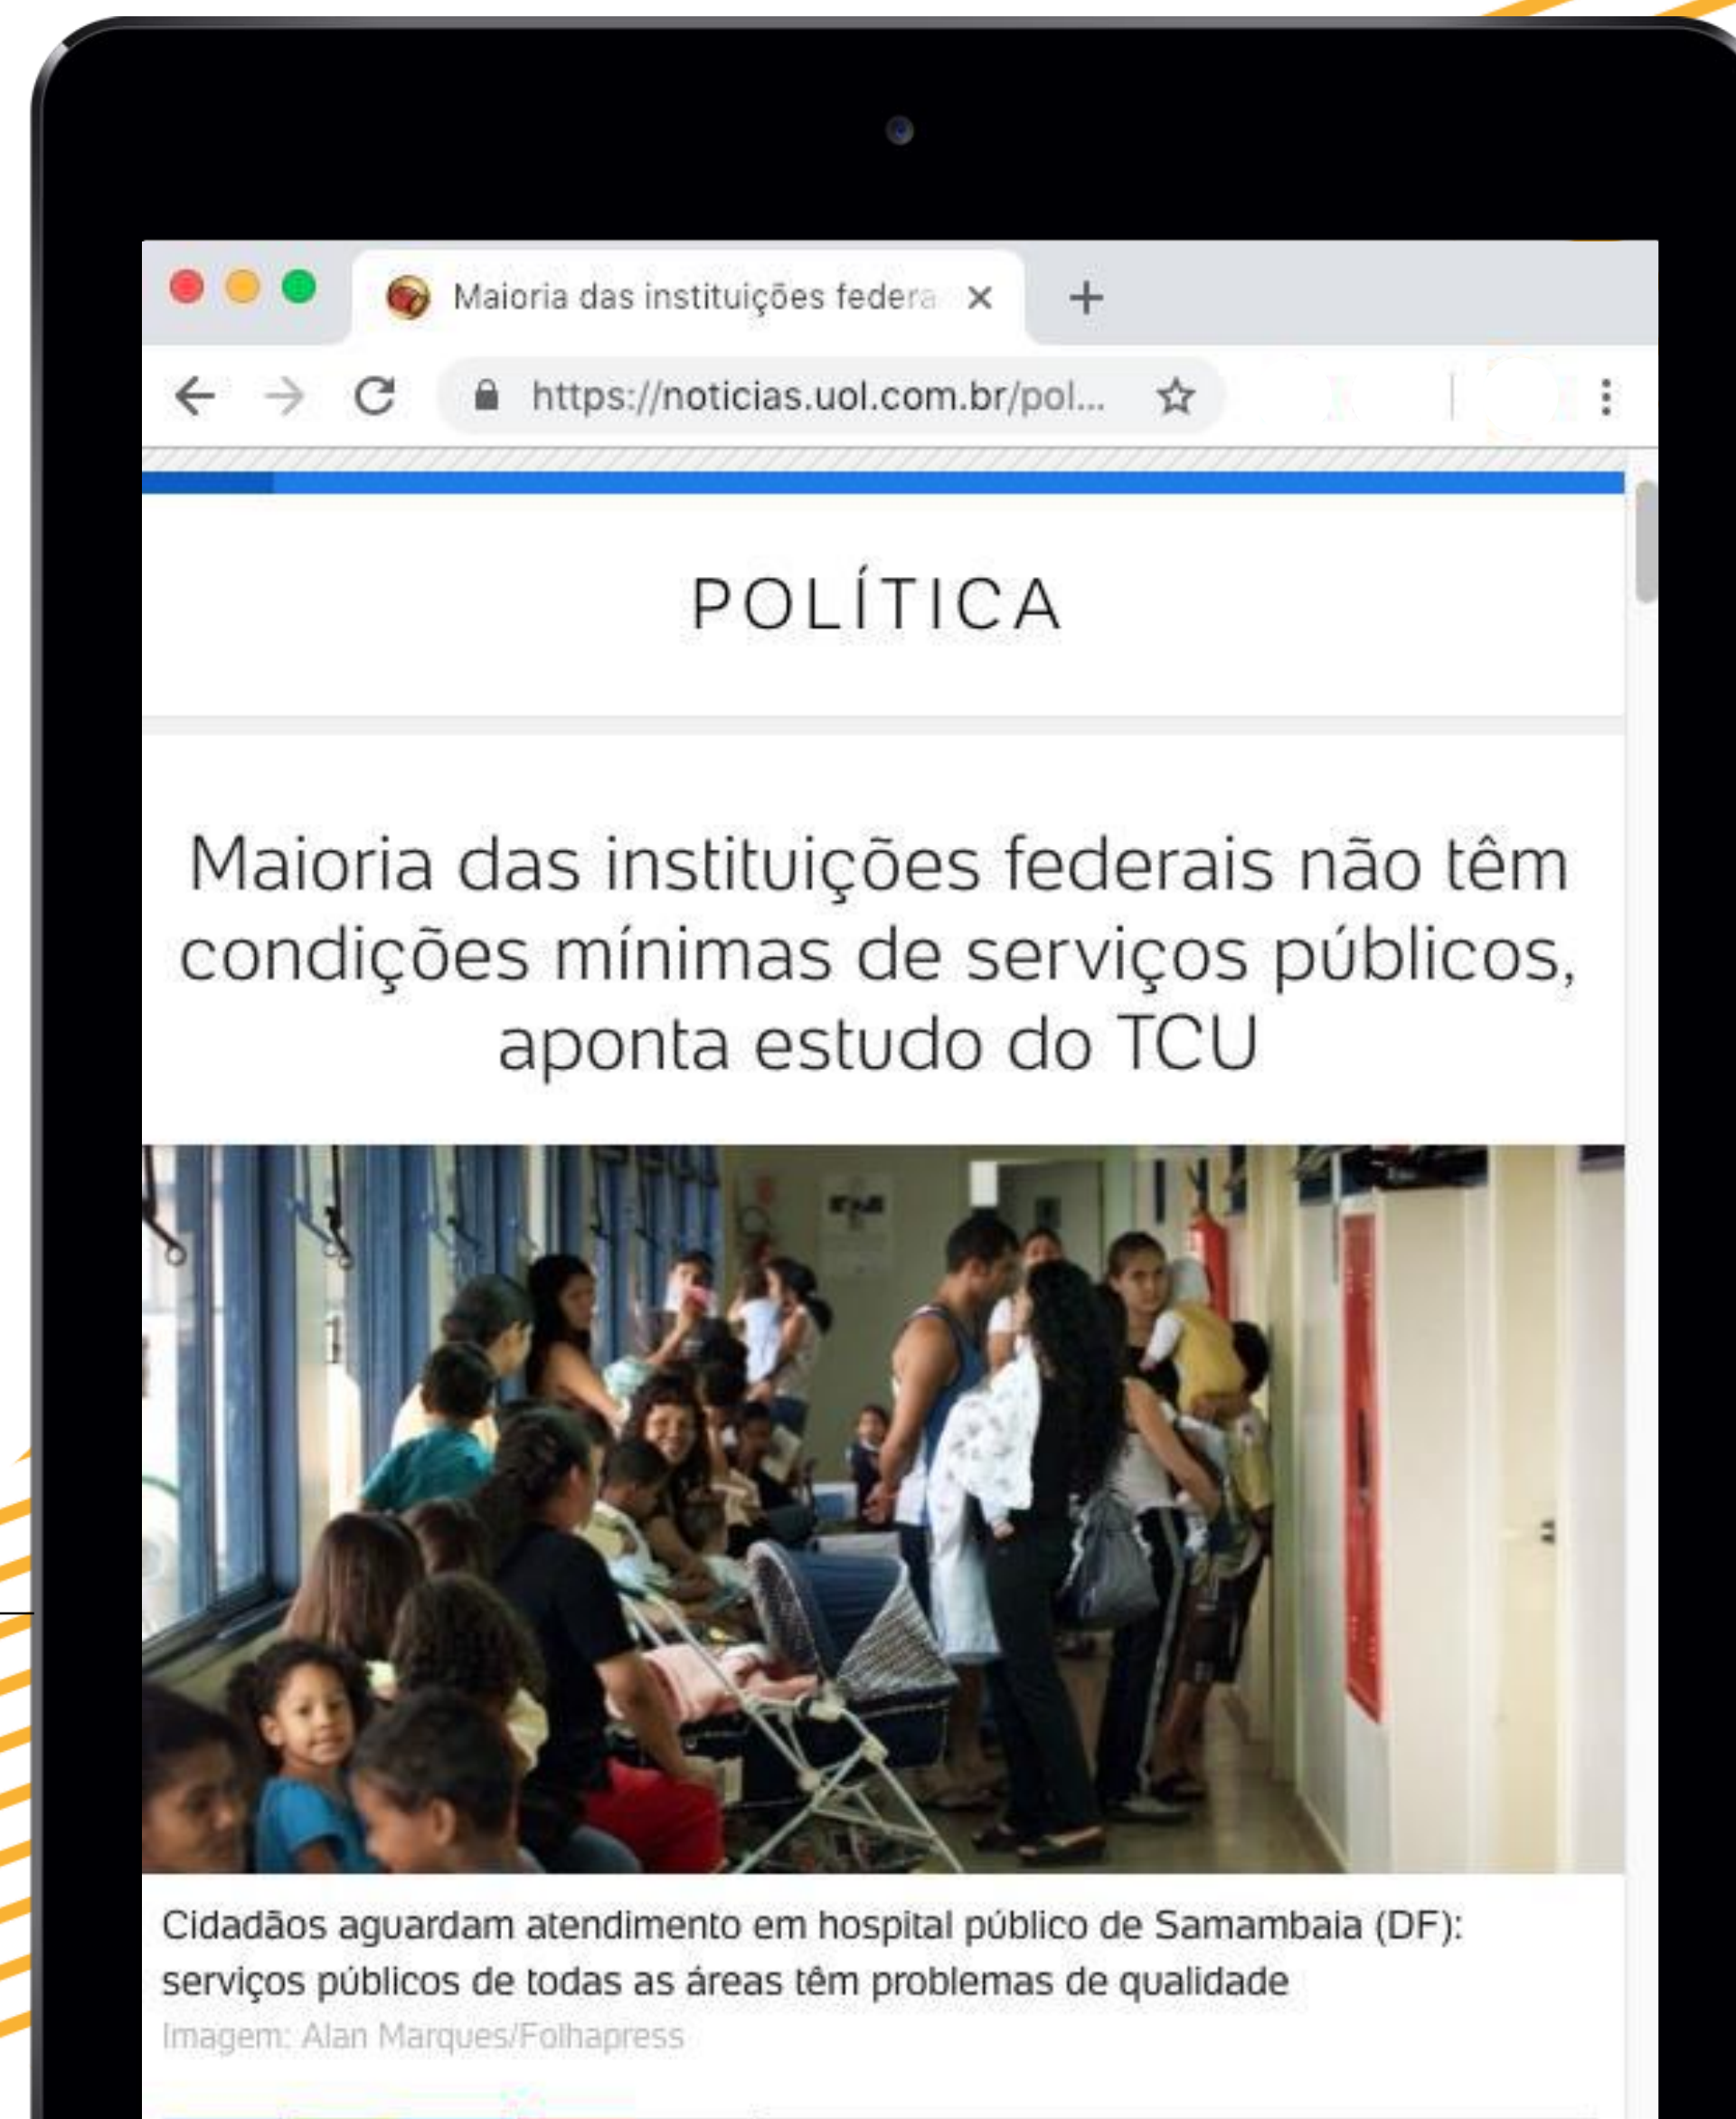 Maioria das instituições federa
https://noticias.uol.com.br/pol...
POLÍTICA
Maioria das instituições federais não têm
condições mínimas de serviços públicos,
aponta estudo do TCU
Cidadãos aguardam atendimento em hospital público de Samambaia (DF):
serviços públicos de todas as áreas têm problemas de qualidade
Imagem: Alan Marques/Folhapress